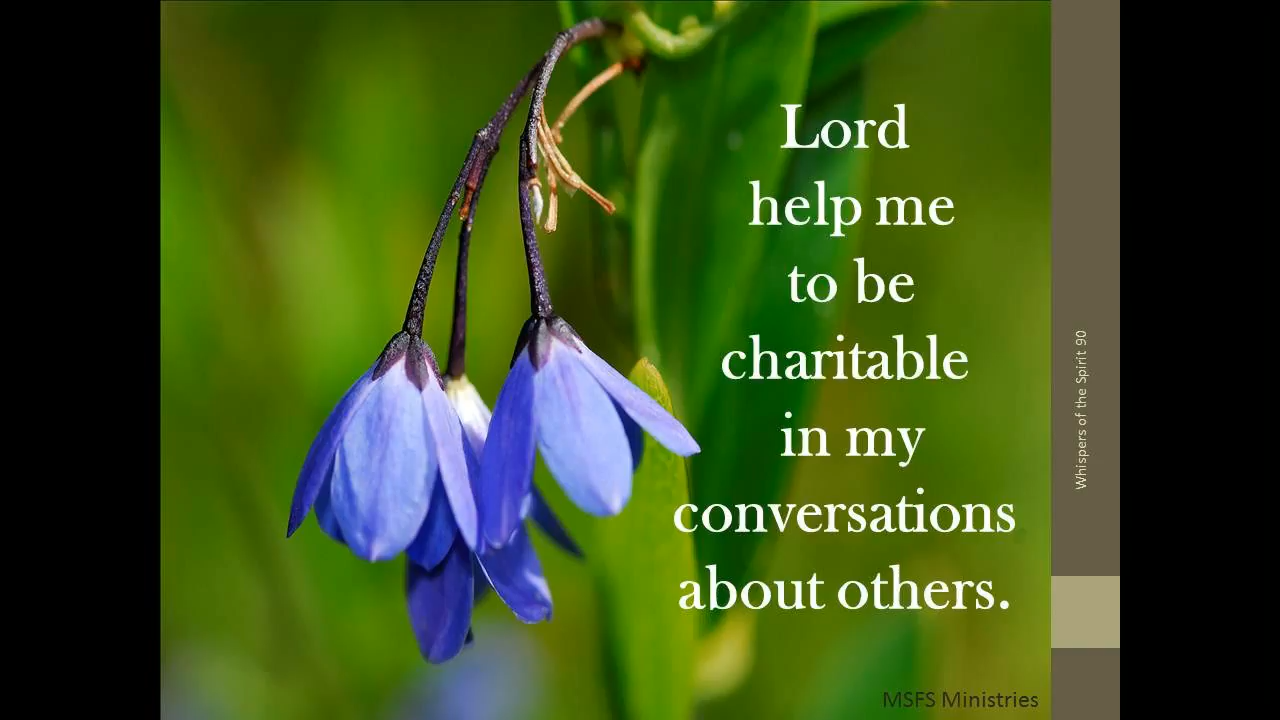 Lord
help me
to be
charitable
in my
conversations
about others.
Whispers of the Spirit 90
MSFS Ministries